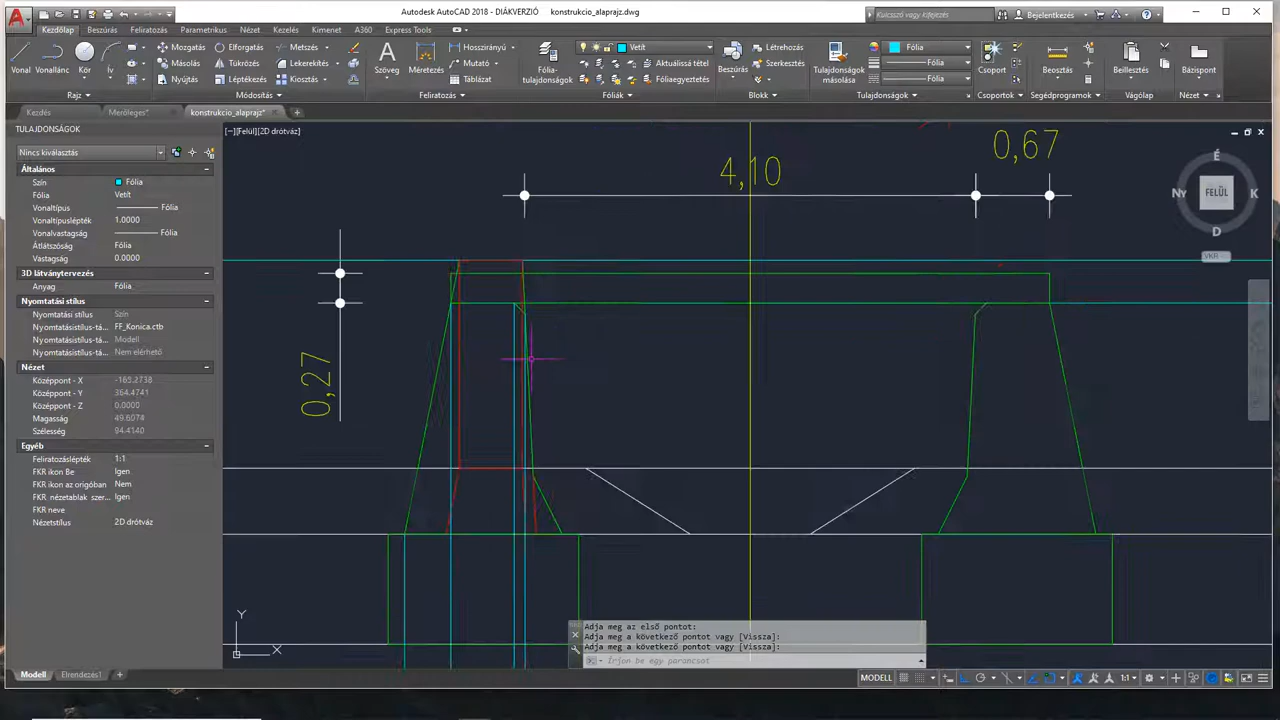 Autodesk AutoCAD 2018 - DIÁKVERZIÓ konstrukcio_alaprajz.dwg
Kulcsszó vagy kifejezés
Bejelentkezés
Kezdőlap Beszúrás Feliratozás Parametrikus Nézet Kezelés Kimenet A360 Express Tools
Vonal Vonallánc Kör Ív
Mozgatás Elforgatás Metszés
Másolás Tükrözés Lekerekítés
Nyújtás Léptékezés Kiosztás
Szöveg Méretezés
Hosszirányú
Mutató
Táblázat
Fólia-
tulajdonságok
Vetít
Aktuálissá tétel
Fóliaegyeztetés
Beszúrás
Létrehozás
Szerkesztés
Tulajdonságok
másolása
Fólia
Fólia
Fólia
Csoport
Beosztás
Beillesztés
Bázispont
Rajz Módosítás Feliratozás Fóliák Blokk Tulajdonságok Csoportok Segédprogramok Vágólap Nézet
Kezdés Merőleges* konstrukcio_alaprajz*
TULAJDONSÁGOK
Nincs kiválasztás
Általános
Szín Fólia
Fólia Vetít
Vonaltípus Fólia
Vonaltípuslépték 1.0000
Vonalvastagság Fólia
Átlátszóság Fólia
Vastagság 0.0000
3D látványtervezés
Anyag Fólia
Nyomtatási stílus
Nyomtatási stílus Szín
Nyomtatásistílus-tá... FF_Konica.ctb
Nyomtatásistílus-tá... Modell
Nyomtatásistílus-tá... Nem elérhető
Nézet
Középpont - X -165.2738
Középpont - Y 364.4741
Középpont - Z 0.0000
Magasság 49.6074
Szélesség 94.4140
Egyéb
Feliratozáslépték 1:1
FKR ikon Be Igen
FKR ikon az origóban Nem
FKR nézetablak szer... Igen
FKR neve
Nézetstílus 2D drótváz
[−][Felül][2D drótváz]
4,10
0,67
0,27
É
Ny FELÜL K
D
VKR
Y
X
Adja meg az első pontot:
Adja meg a következő pontot vagy [Vissza]:
Adja meg a következő pontot vagy [Vissza]:
Írjon be egy parancsot
Modell Elrendezés1
MODELL
1:1